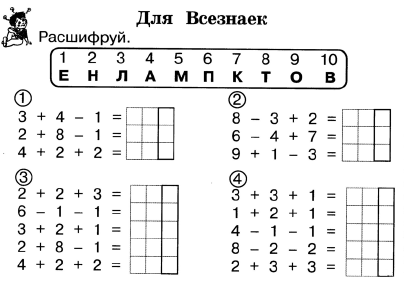 Для Всезнаек
Расшифруй.
1 2 3 4 5 6 7 8 9 10
Е Н Л А М П К Т О В
1
3 + 4 - 1 =
2 + 8 - 1 =
4 + 2 + 2 =
2
8 - 3 + 2 =
6 - 4 + 7 =
9 + 1 - 3 =
3
2 + 2 + 3 =
6 - 1 - 1 =
3 + 2 + 1 =
2 + 8 - 1 =
4 + 2 + 2 =
4
3 + 3 + 1 =
1 + 2 + 1 =
4 - 1 - 1 =
8 - 2 - 2 =
2 + 3 + 3 =